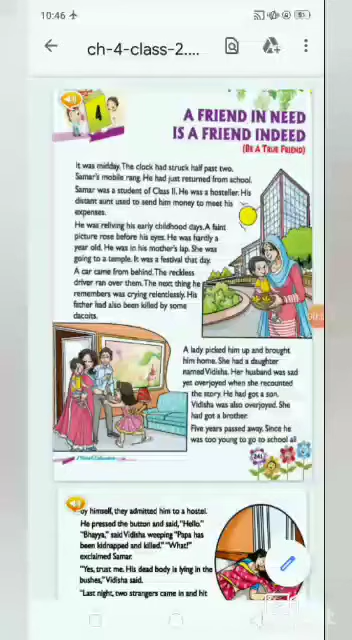 10:46
ch-4-class-2....
4
A FRIEND IN NEED
IS A FRIEND INDEED
(BE A TRUE FRIEND)
It was midday. The clock had struck half past two.
Samar's mobile rang. He had just returned from school.
Samar was a student of Class II. He was a hosteller. His
distant aunt used to send him money to meet his
expenses.
He was reliving his early childhood days. A faint
picture rose before his eyes. He was hardly a
year old. He was in his mother's lap. She was
going to a temple. It was a festival that day.
A car came from behind. The reckless
driver ran over them. The next thing he
remembers was crying relentlessly. His
father had also been killed by some
dacoits.
A lady picked him up and brought
him home. She had a daughter
named Vidisha. Her husband was sad
yet overjoyed when she recounted
the story. He had got a son.
Vidisha was also overjoyed. She
had got a brother.
Five years passed away. Since he
was too young to go to school all
by himself, they admitted him to a hostel.
He pressed the button and said, "Hello."
"Bhayya," said Vidisha weeping "Papa has
been kidnapped and killed." "What!"
exclaimed Samar.
"Yes, trust me. His dead body is lying in the
bushes," Vidisha said.
"Last night, two strangers came in and hit